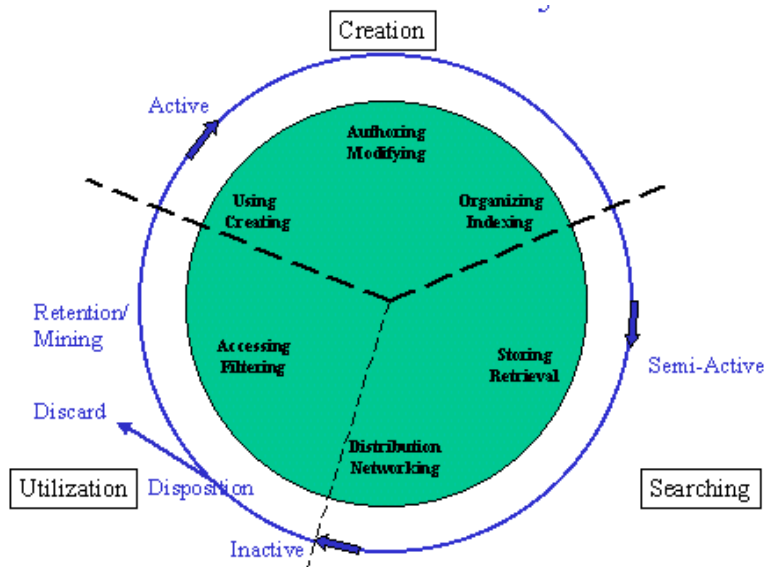 Creation
Active
Authoring
Modifying
Using
Creating
Organizing
Indexing
Retention/
Mining
Accessing
Filtering
Storing
Retrieval
Semi-Active
Discard
Distribution
Networking
Utilization
Disposition
Searching
Inactive